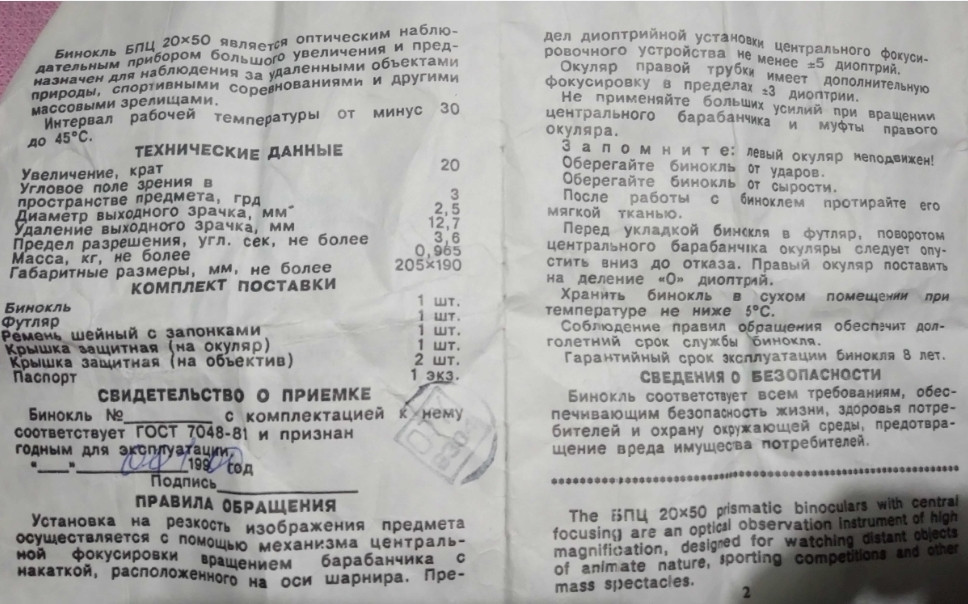 Бинокль БПЦ 20×50 является оптическим наблю-
дательным прибором большого увеличения и пред-
назначен для наблюдения за удаленными объектами
природы, спортивными соревнованиями и другими
массовыми зрелищами.
Интервал рабочей температуры от минус 30
до 45°С.
ТЕХНИЧЕСКИЕ ДАННЫЕ
Увеличение, крат 20
Угловое поле зрения в
пространстве предмета, грд 3
Диаметр выходного зрачка, мм 2,5
Удаление выходного зрачка, мм 12,7
Предел разрешения, угл. сек, не более 3,6
Масса, кг, не более 0,965
Габаритные размеры, мм, не более 205×190
КОМПЛЕКТ ПОСТАВКИ
Бинокль 1 шт.
Футляр 1 шт.
Ремень шейный с запонками 1 шт.
Крышка защитная (на окуляр) 1 шт.
Крышка защитная (на объектив) 2 шт.
Паспорт 1 экз.
СВИДЕТЕЛЬСТВО О ПРИЕМКЕ
Бинокль №________ с комплектацией к нему
соответствует ГОСТ 7048-81 и признан
годным для эксплуатации.
"___"__________199 год
Подпись____________
ПРАВИЛА ОБРАЩЕНИЯ
Установка на резкость изображения предмета
осуществляется с помощью механизма централь-
ной фокусировки вращением барабанчика с
накаткой, расположенного на оси шарнира. Пре-
дел диоптрийной установки центрального фокуси-
ровочного устройства не менее ±5 диоптрий.
Окуляр правой трубки имеет дополнительную
фокусировку в пределах ±3 диоптрии.
Не применяйте больших усилий при вращении
центрального барабанчика и муфты правого
окуляра.
Запомните: левый окуляр неподвижен!
Оберегайте бинокль от ударов.
Оберегайте бинокль от сырости.
После работы с биноклем протирайте его
мягкой тканью.
Перед укладкой бинокля в футляр, поворотом
центрального барабанчика окуляры следует опу-
стить вниз до отказа. Правый окуляр поставить
на деление «О» диоптрий.
Хранить бинокль в сухом помещении при
температуре не ниже 5°С.
Соблюдение правил обращения обеспечит дол-
голетний срок службы бинокля.
Гарантийный срок эксплуатации бинокля 8 лет.
СВЕДЕНИЯ О БЕЗОПАСНОСТИ
Бинокль соответствует всем требованиям, обес-
печивающим безопасность жизни, здоровья потре-
бителей и охрану окружающей среды, предотвра-
щение вреда имущества потребителей.
The БПЦ 20×50 prismatic binoculars with central
focusing are an optical observation instrument of high
magnification, designed for watching distant objects
of animate nature, sporting competitions and other
mass spectacles.
2